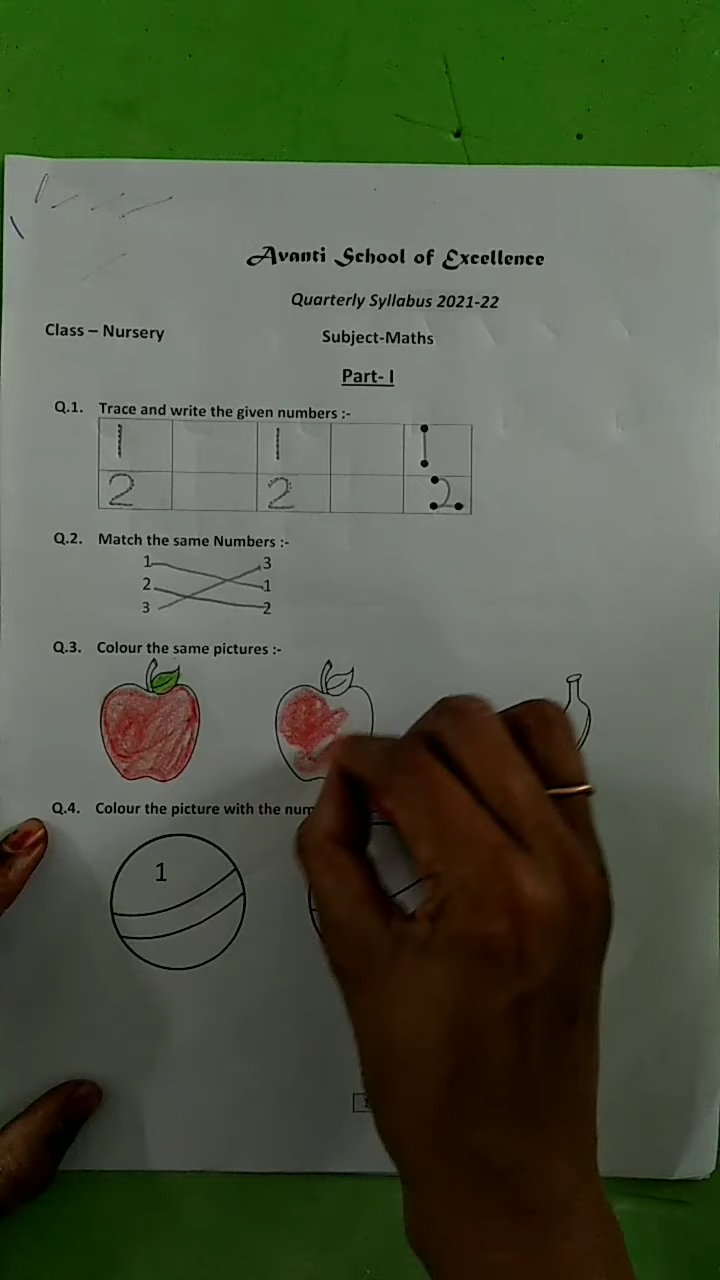 Avanti School of Excellence
Quarterly Syllabus 2021-22
Class – Nursery
Subject-Maths
Part- I
Q.1. Trace and write the given numbers :-
1 1 1
2 2 2
Q.2. Match the same Numbers :-
1 3
2 1
3 2
Q.3. Colour the same pictures :-
Q.4. Colour the picture with the
1